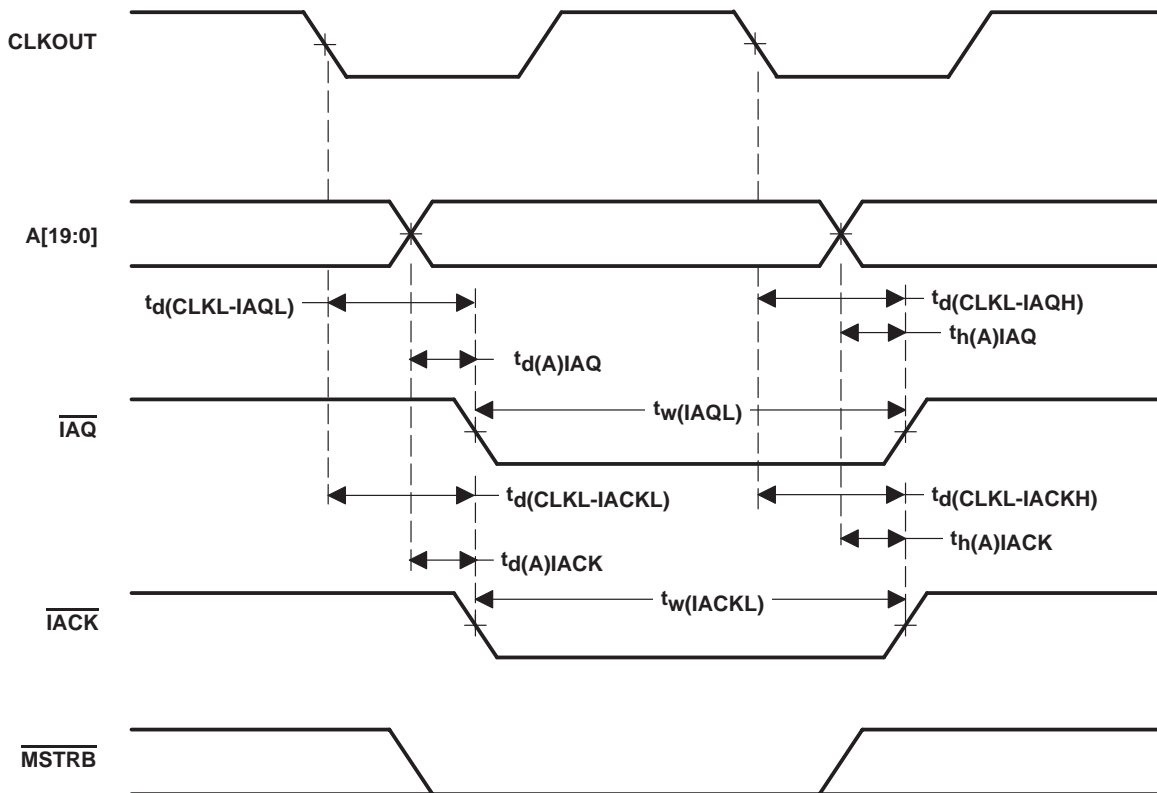 CLKOUT
A[19:0]
td(CLKL-IAQL)
td(CLKL-IAQH)
th(A)IAQ
td(A)IAQ
tw(IAQL)
IAQ
td(CLKL-IACKL)
td(CLKL-IACKH)
th(A)IACK
td(A)IACK
tw(IACKL)
IACK
MSTRB